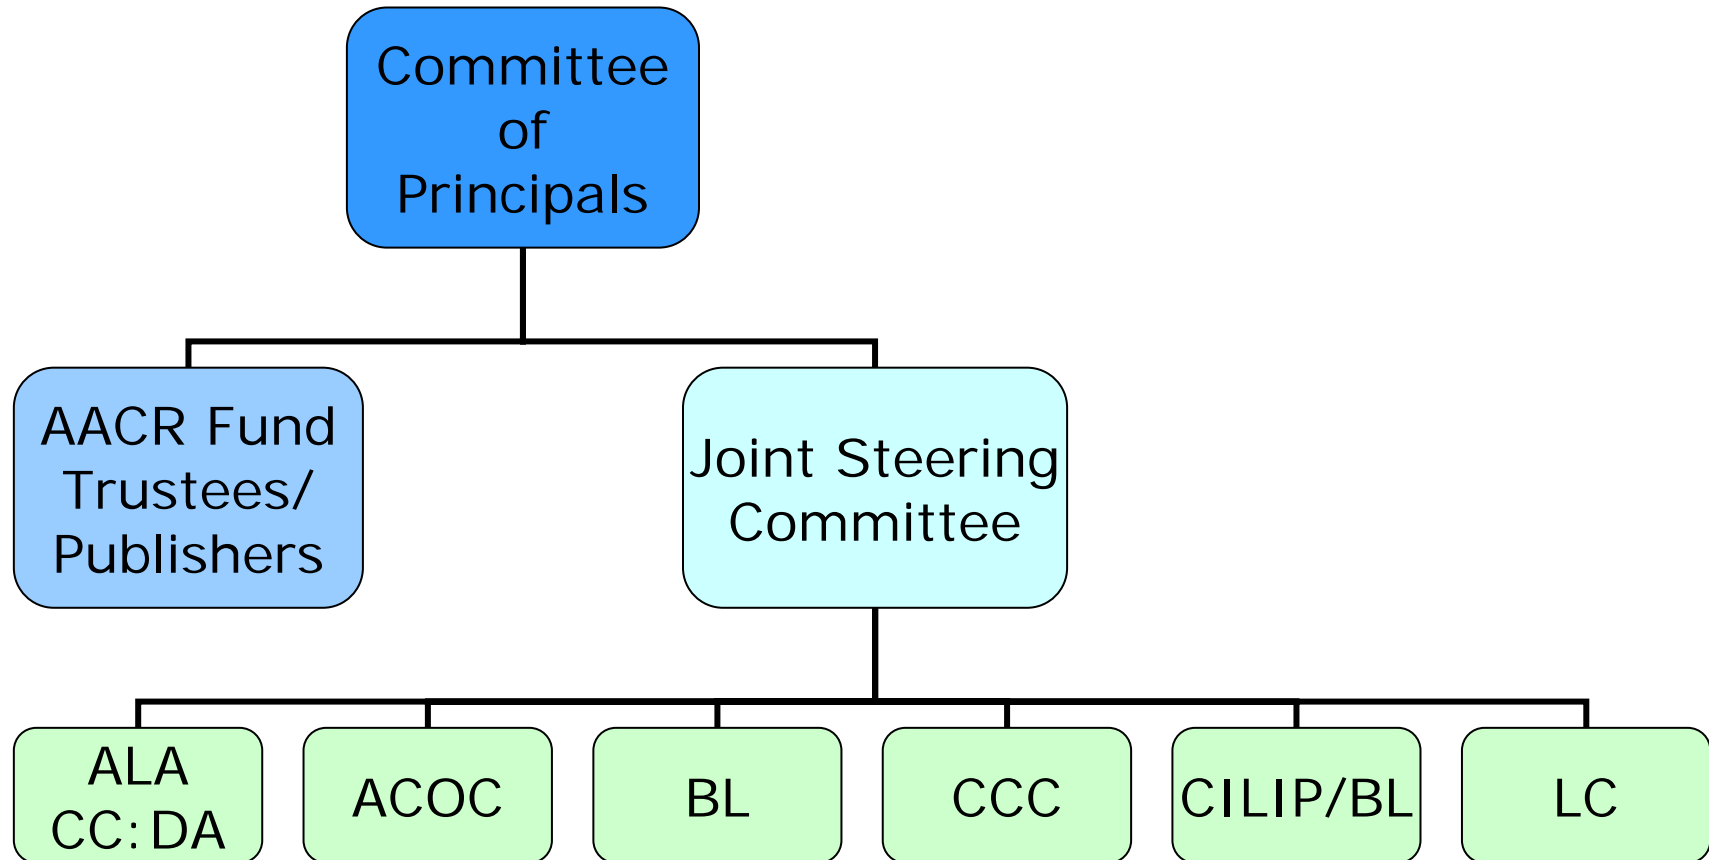 Committee
of
Principals
AACR Fund
Trustees/
Publishers
Joint Steering
Committee
ALA
CC:DA
ACOC
BL
CCC
CILIP/BL
LC